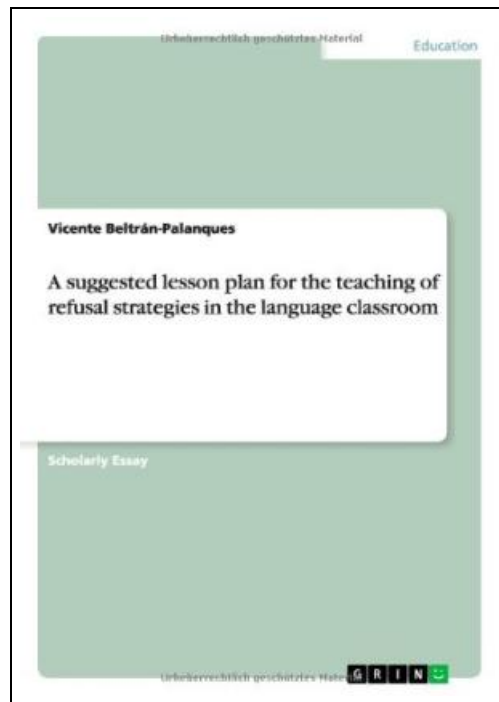 Urheberrechtlich geschütztes Material
Education
Vicente Beltrán-Palanques
A suggested lesson plan for the teaching of
refusal strategies in the language classroom
Scholarly Essay
Urheberrechtlich geschütztes Mate
GRIN